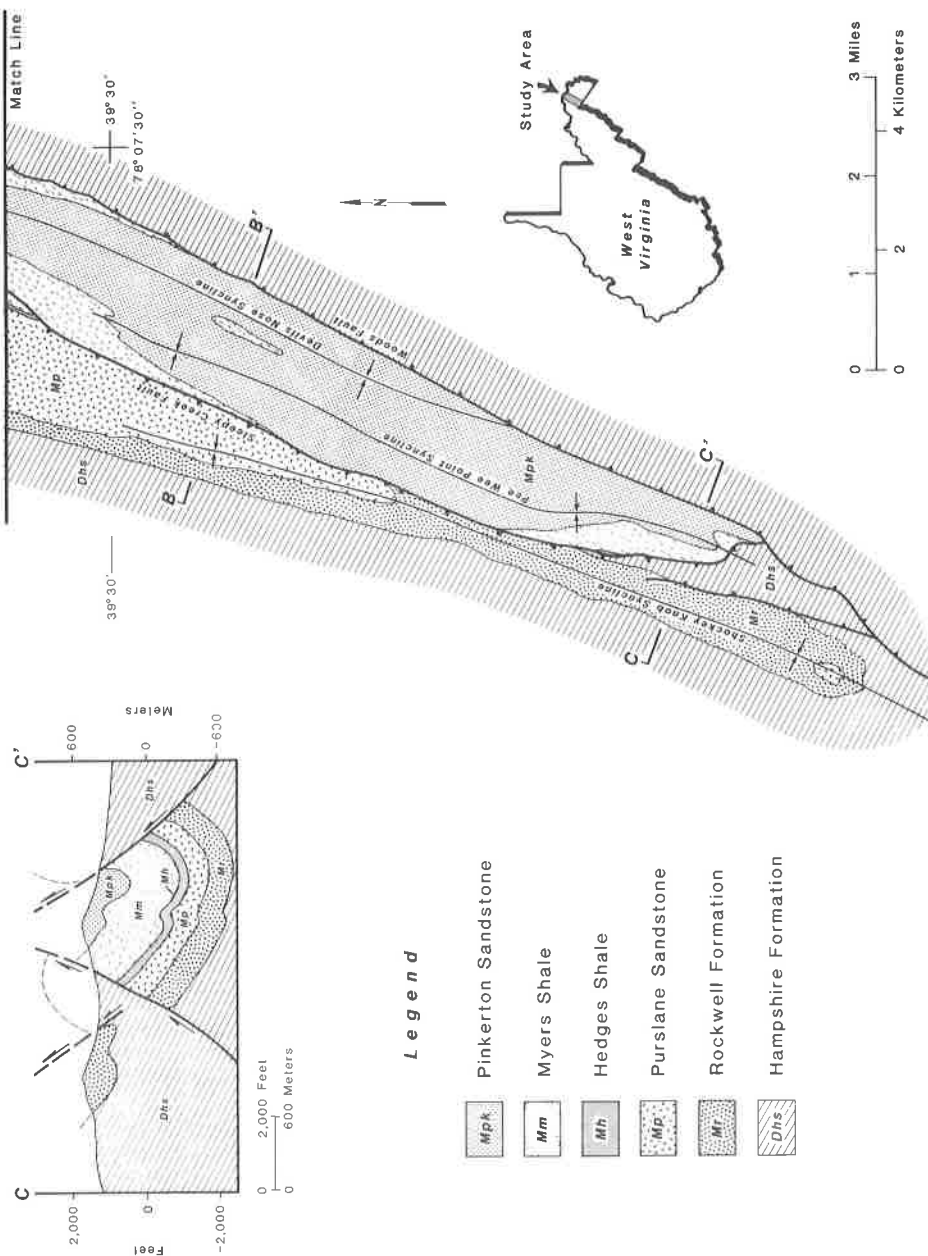 Match Line
39°30'
78°07'30"
39°30'
Mp
Dhs
B
B'
Sleepy Creek Fault
Devils Nose Syncline
Woods Fault
Pee Wee Point Syncline
Mpk
Shockey Knob Syncline
Dhs
Mr
C
C'
N
Study Area
West
Virginia
0 1 2 3 Miles
0 2 4 Kilometers
C
C'
Feet
2,000
0
-2,000
Meters
600
0
-600
Dhs
Mpk
Mm
Mh
Mp
Mr
Dhs
0 2,000 Feet
0 600 Meters
Legend
Mpk Pinkerton Sandstone
Mm Myers Shale
Mh Hedges Shale
Mp Purslane Sandstone
Mr Rockwell Formation
Dhs Hampshire Formation